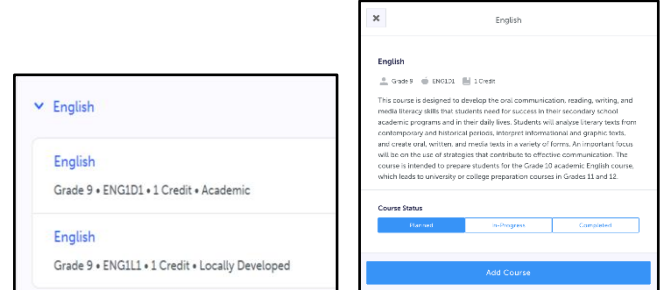 English
English
Grade 9 • ENG1D1 • 1 Credit • Academic
English
Grade 9 • ENG1L1 • 1 Credit • Locally Developed
English
English
Grade 9 ENG1D1 1 Credit
This course is designed to develop the oral communication, reading, writing, and
media literacy skills that students need for success in their secondary school
academic programs and in their daily lives. Students will analyse literary texts from
contemporary and historical periods, interpret informational and graphic texts,
and create oral, written, and media texts in a variety of forms. An important focus
will be on the use of strategies that contribute to effective communication. The
course is intended to prepare students for the Grade 10 academic English course,
which leads to university or college preparation courses in Grades 11 and 12.
Course Status
Planned In-Progress Completed
Add Course